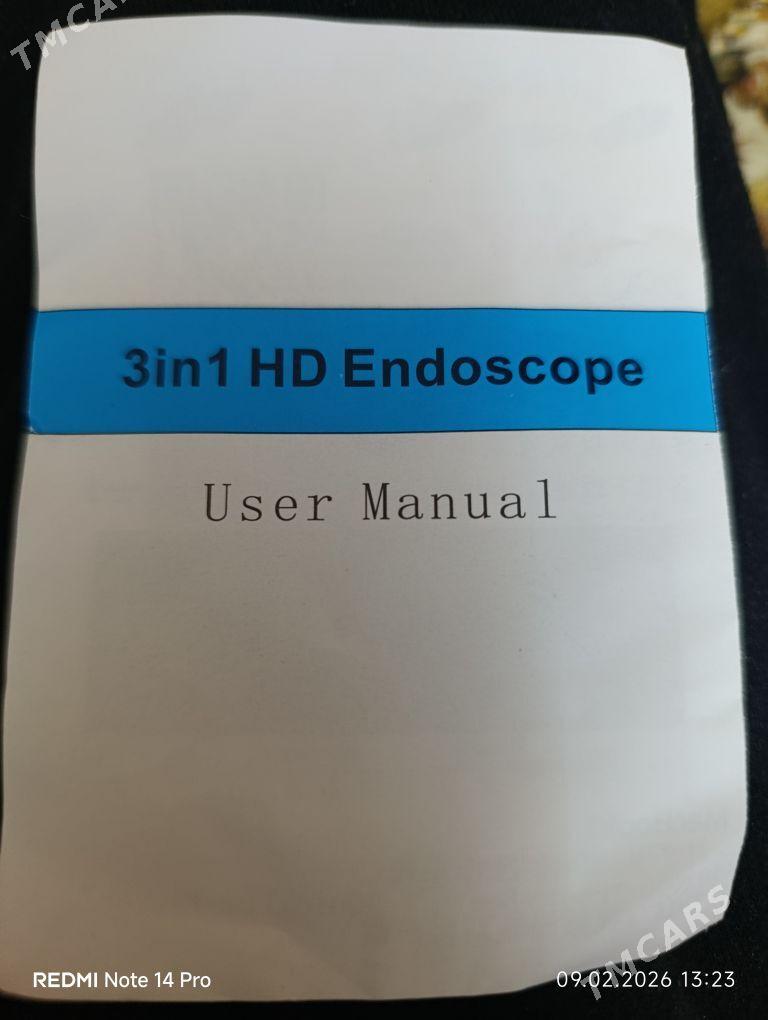 TMCARS
3in1 HD Endoscope
User Manual
TMCARS
REDMI Note 14 Pro
09.02.2026 13:23